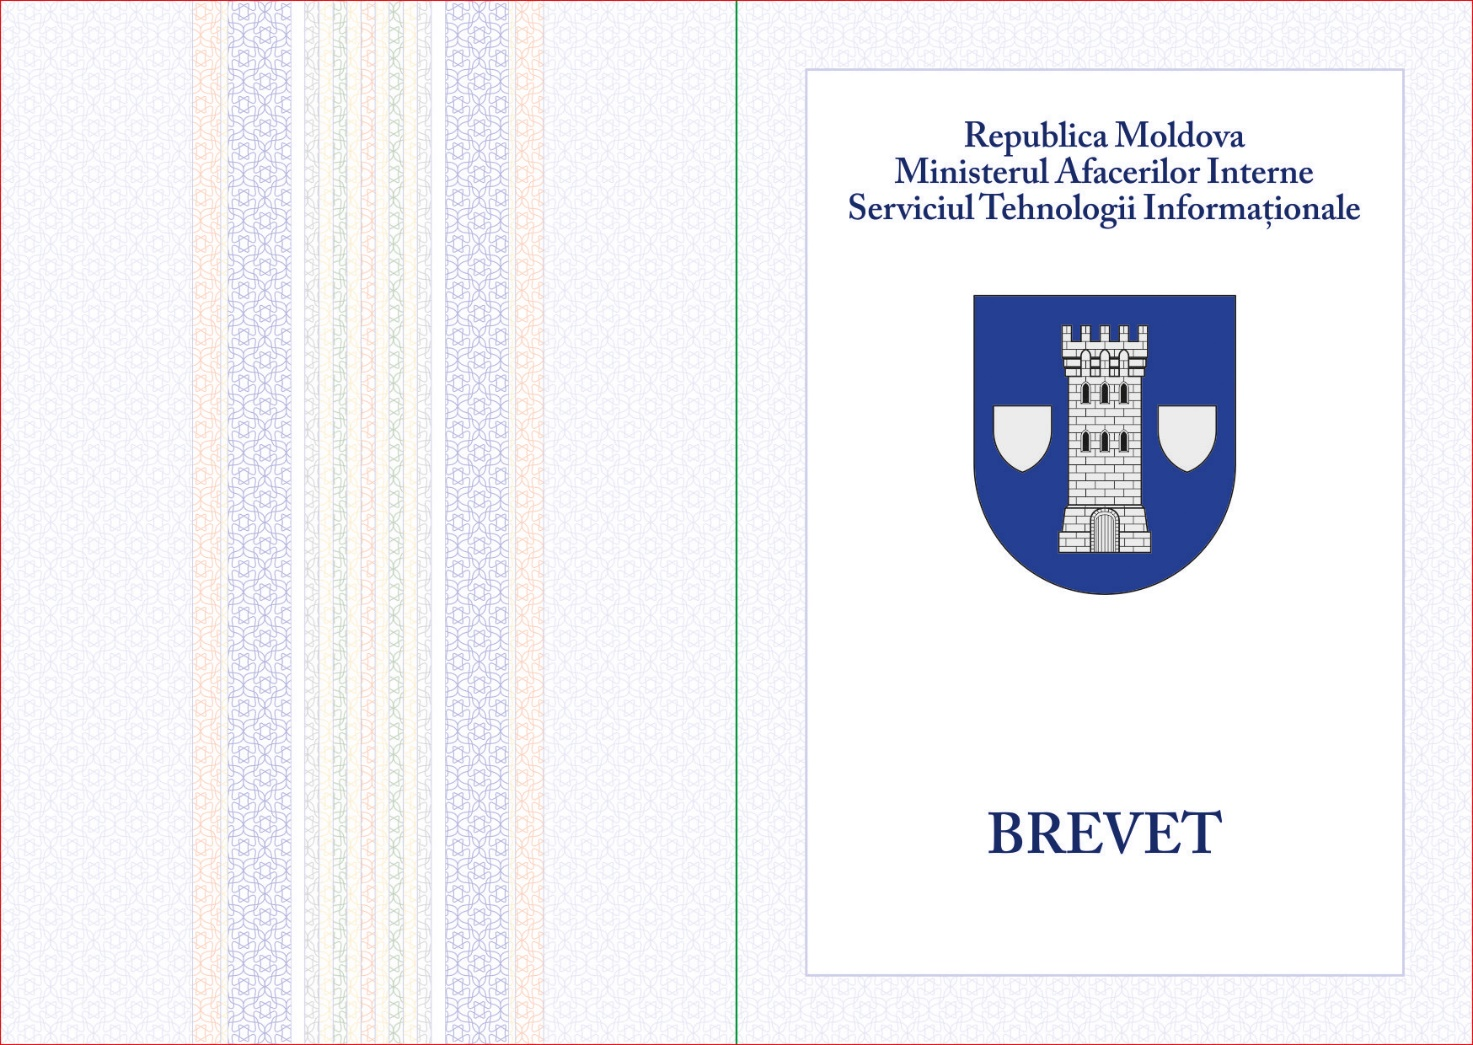 Republica Moldova
Ministerul Afacerilor Interne
Serviciul Tehnologii Informaționale
BREVET